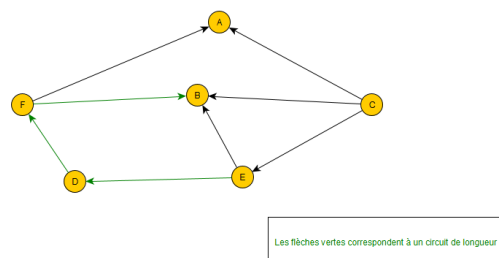 A
F
B
C
D
E
Les flèches vertes correspondent à un circuit de longueur